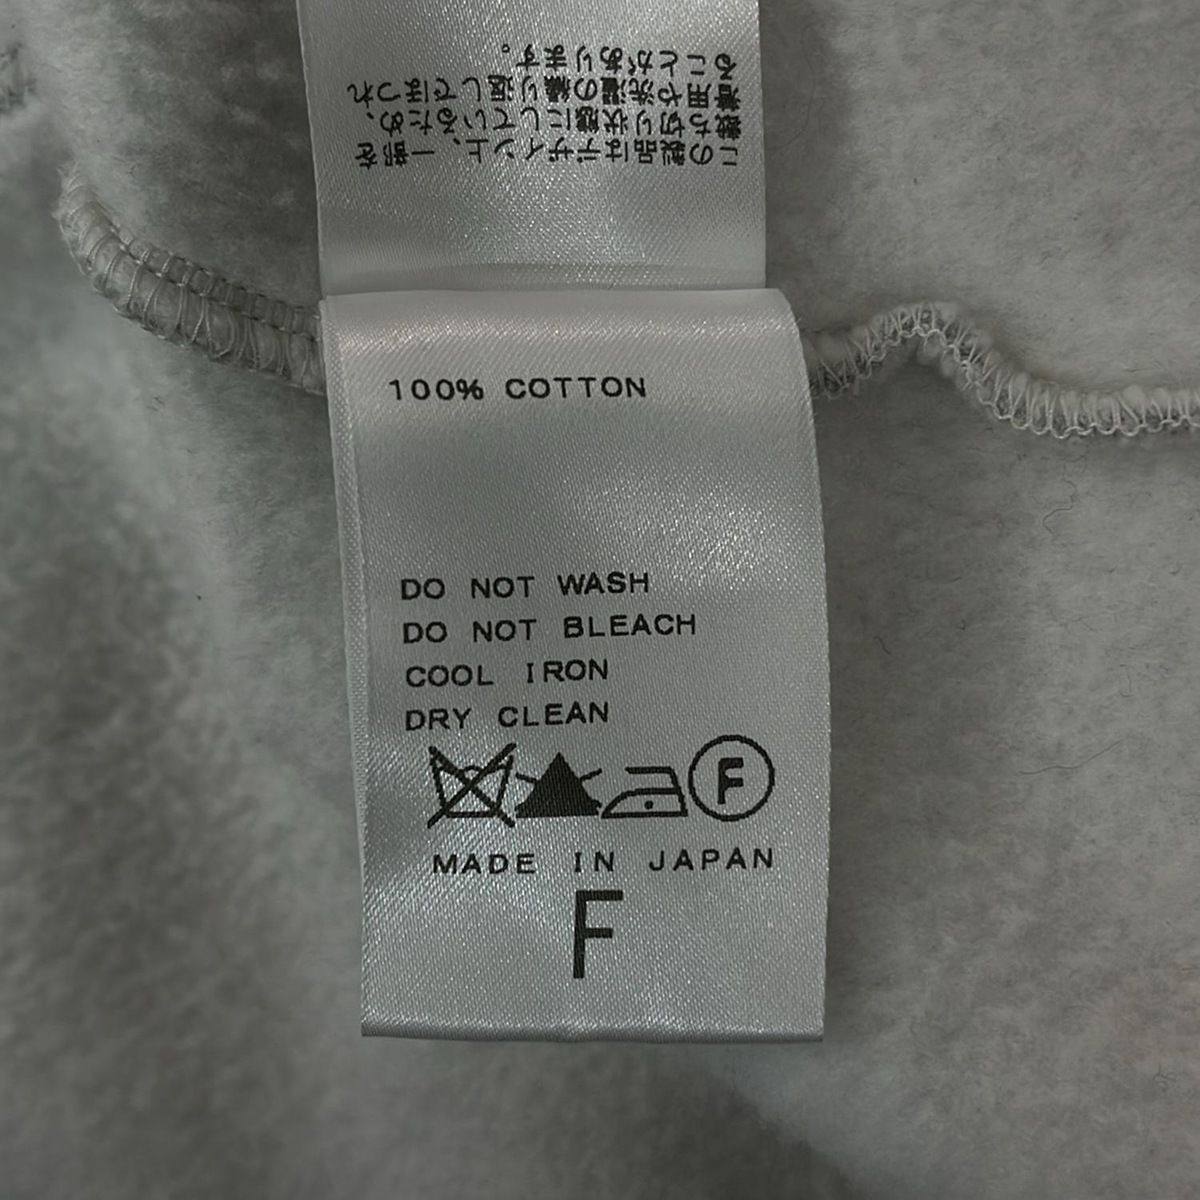 この製品はデザイン上、一部を
裁ち切り状態にしているため、
着用や洗濯の繰り返しでほつれ
ることがあります。
100% COTTON
DO NOT WASH
DO NOT BLEACH
COOL IRON
DRY CLEAN
F
MADE IN JAPAN
F